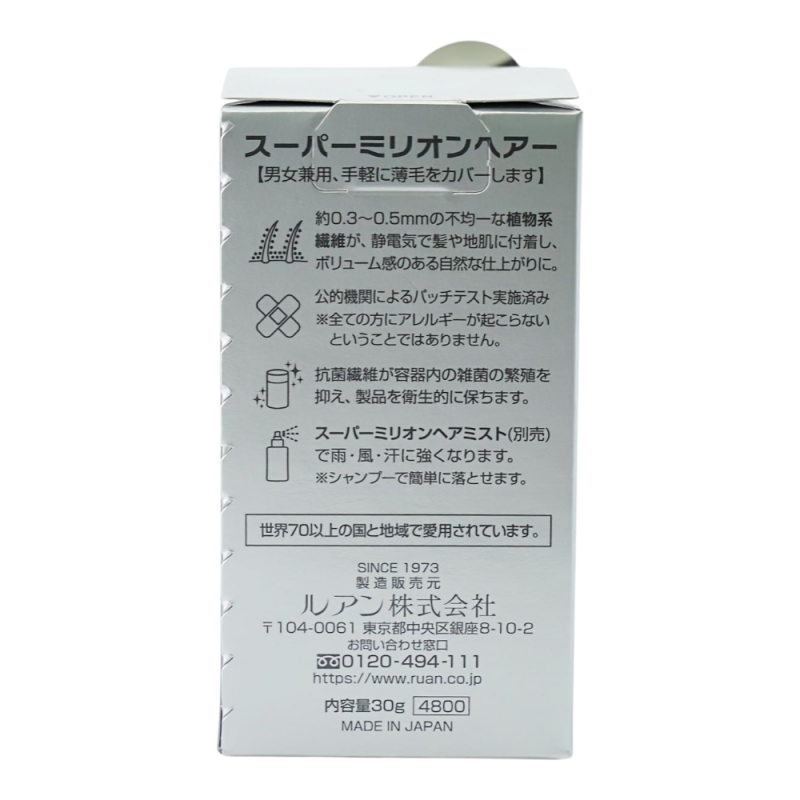 ▼OPEN
スーパーミリオンヘアー
【男女兼用、手軽に薄毛をカバーします】
約0.3〜0.5mmの不均一な植物系
繊維が、静電気で髪や地肌に付着し、
ボリューム感のある自然な仕上がりに。
公的機関によるパッチテスト実施済み
※全ての方にアレルギーが起こらない
ということではありません。
抗菌繊維が容器内の雑菌の繁殖を
抑え、製品を衛生的に保ちます。
スーパーミリオンヘアミスト(別売)
で雨・風・汗に強くなります。
※シャンプーで簡単に落とせます。
世界70以上の国と地域で愛用されています。
SINCE 1973
製造販売元
ルアン株式会社
〒104-0061 東京都中央区銀座8-10-2
お問い合わせ窓口
0120-494-111
https://www.ruan.co.jp
内容量30g 4800
MADE IN JAPAN